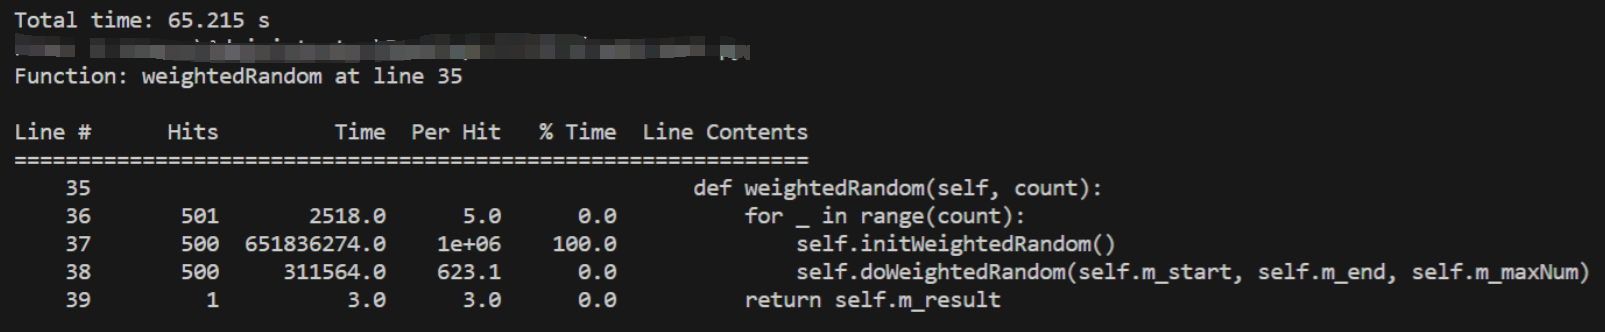 Total time: 65.215 s
Function: weightedRandom at line 35
Line #      Hits         Time  Per Hit   % Time  Line Contents
==============================================================
    35                                               def weightedRandom(self, count):
    36       501       2518.0      5.0      0.0          for _ in range(count):
    37       500  651836274.0    1e+06    100.0              self.initWeightedRandom()
    38       500     311564.0    623.1      0.0              self.doWeightedRandom(self.m_start, self.m_end, self.m_maxNum)
    39         1          3.0      3.0      0.0          return self.m_result